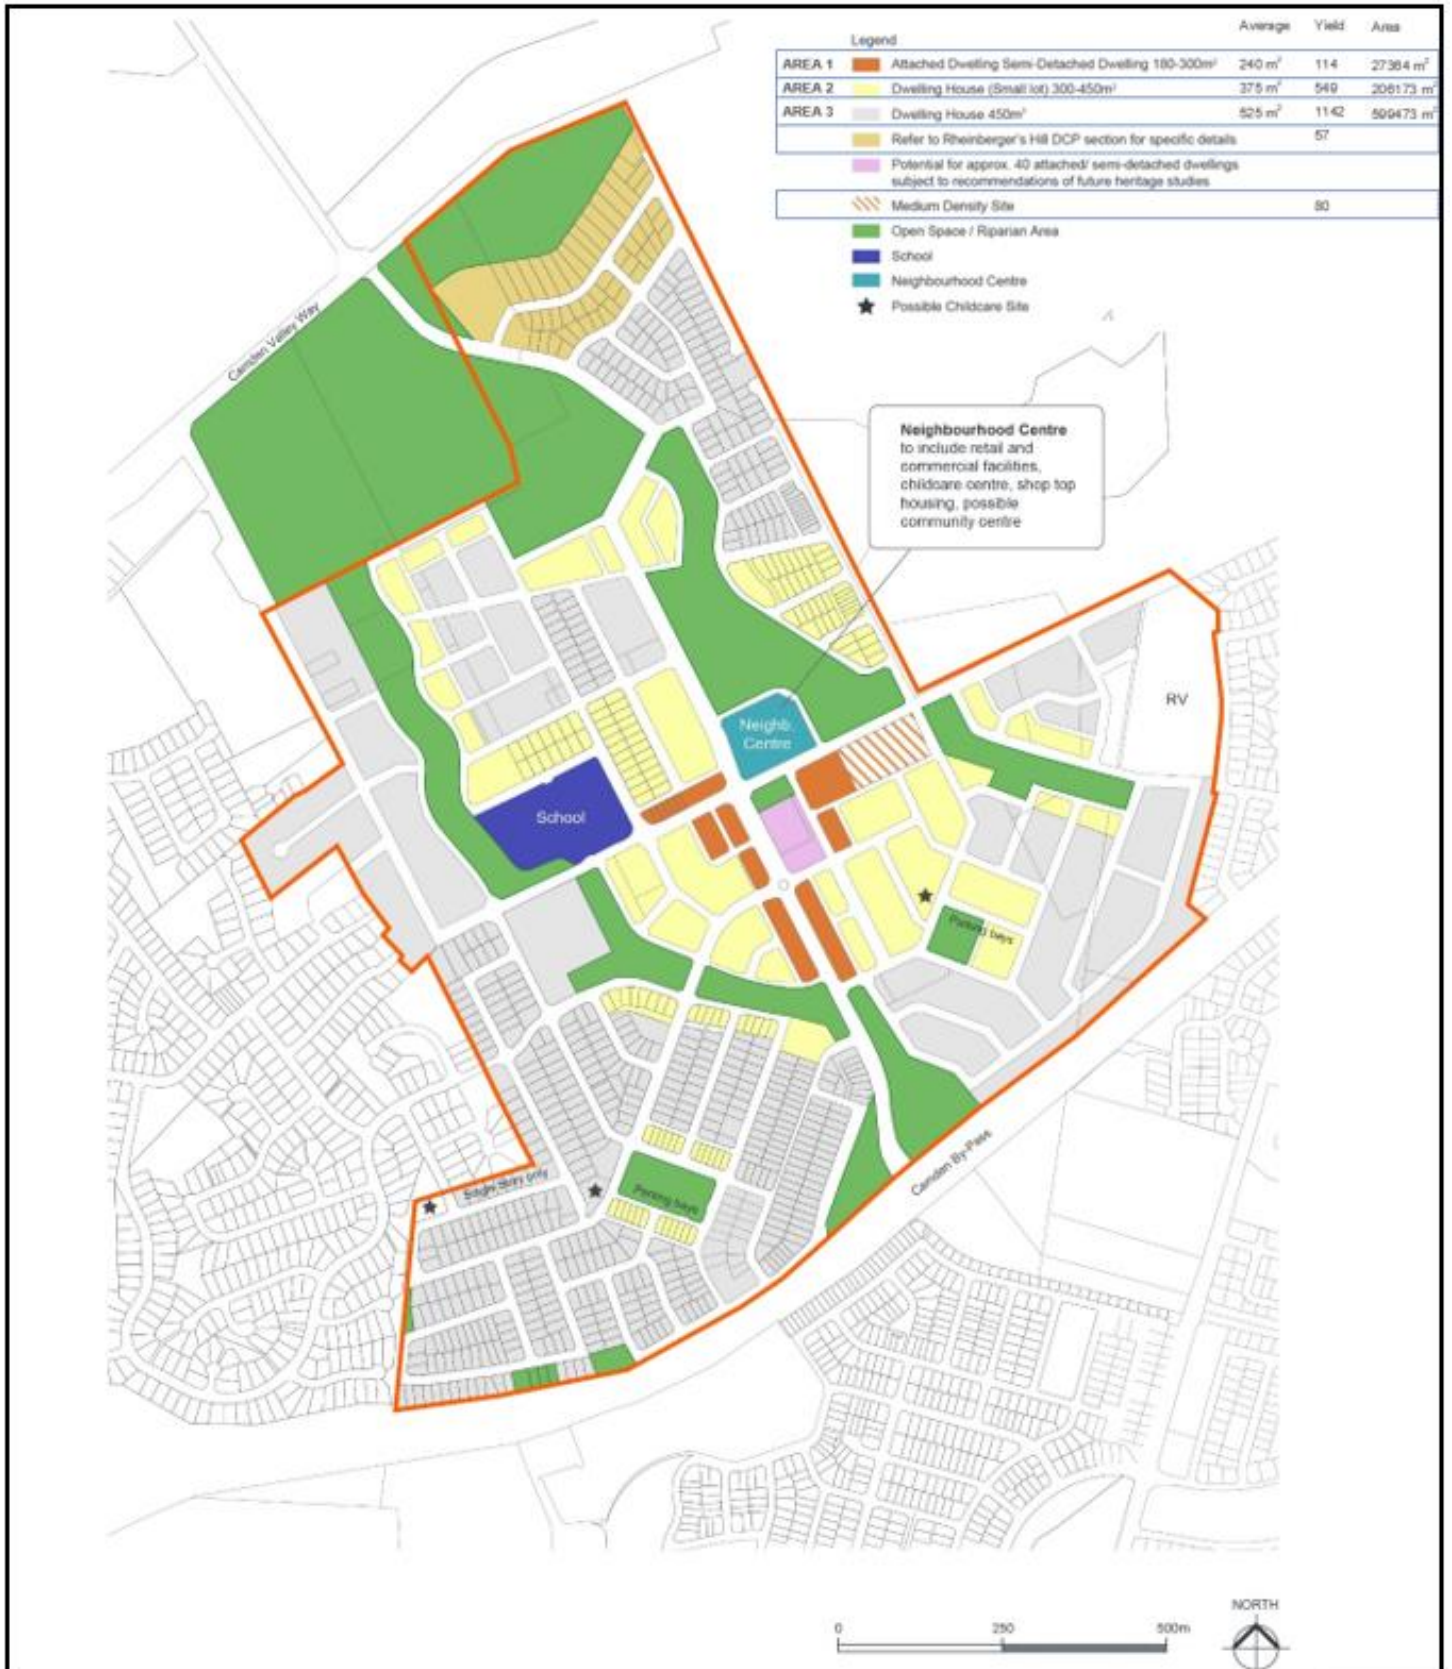 Average Yield Area
Legend
AREA 1 Attached Dwelling Semi-Detached Dwelling 180-300m² 240 m² 114 27364 m²
AREA 2 Dwelling House (Small lot) 300-450m² 375 m² 549 206173 m²
AREA 3 Dwelling House 450m² 525 m² 1142 599473 m²
Refer to Rheinberger's Hill DCP section for specific details 57
Potential for approx. 40 attached/ semi-detached dwellings
subject to recommendations of future heritage studies
Medium Density Site 80
Open Space / Riparian Area
School
Neighbourhood Centre
Possible Childcare Site
Camden Valley Way
Neighbourhood Centre
to include retail and
commercial facilities,
childcare centre, shop top
housing, possible
community centre
RV
Neighb.
Centre
School
Parking bays
Camden By-Pass
Single Story only
Parking bays
NORTH
0 250 500m